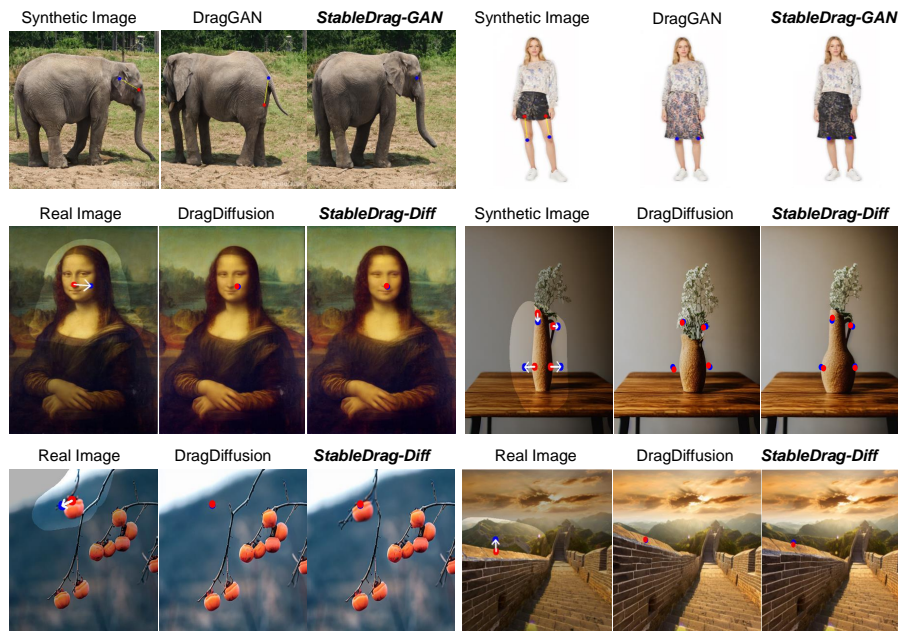 Synthetic Image DragGAN StableDrag-GAN Synthetic Image DragGAN StableDrag-GAN
Real Image DragDiffusion StableDrag-Diff Synthetic Image DragDiffusion StableDrag-Diff
Real Image DragDiffusion StableDrag-Diff Real Image DragDiffusion StableDrag-Diff